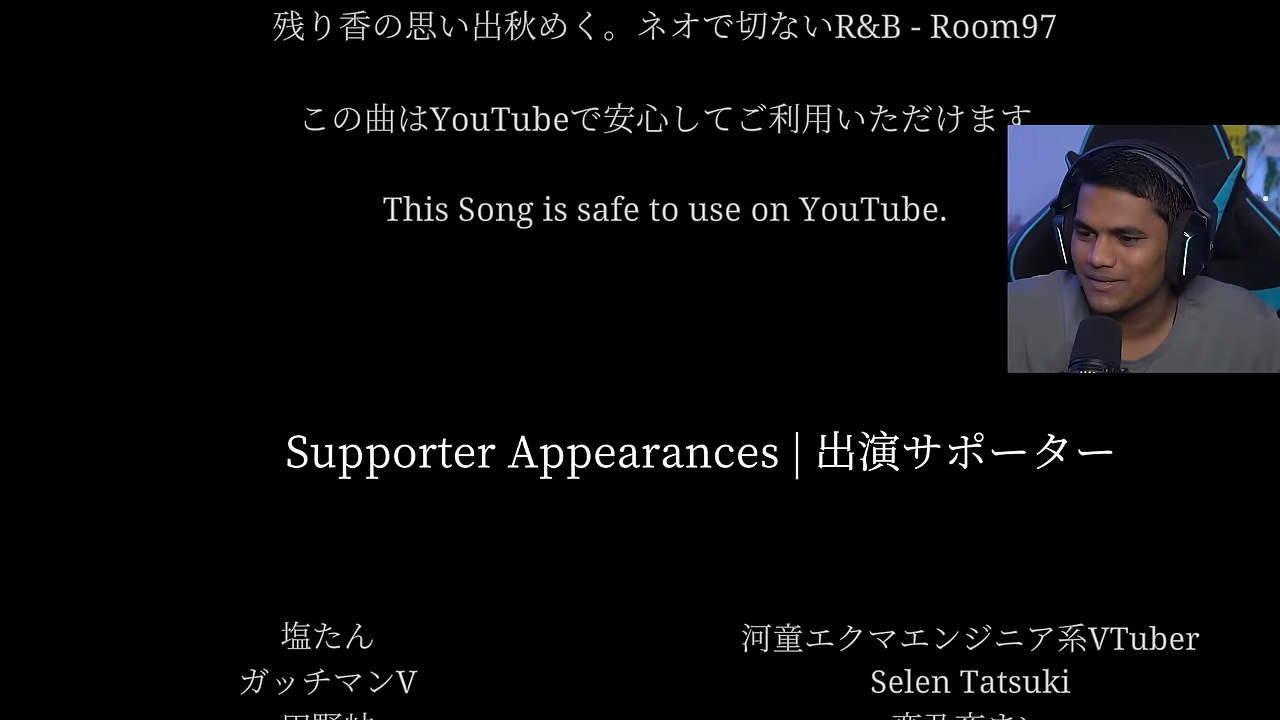 残り香の思い出秋めく。ネオで切ないR&B - Room97
この曲はYouTubeで安心してご利用いただけます
This Song is safe to use on YouTube.
Supporter Appearances | 出演サポーター
塩たん
河童エクマエンジニア系VTuber
ガッチマンV
Selen Tatsuki